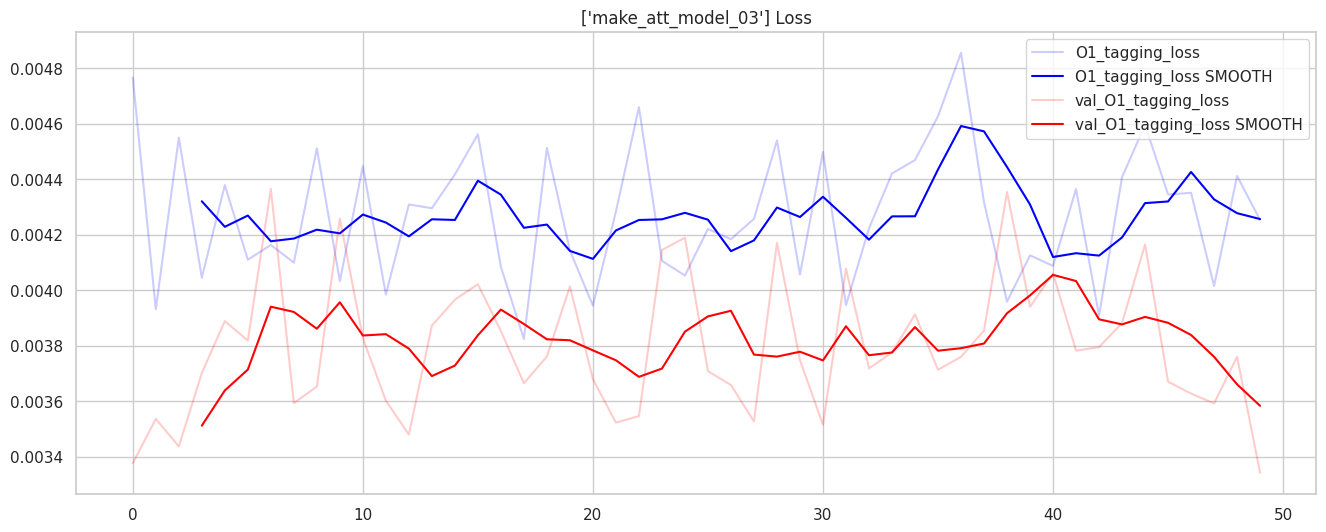 ['make_att_model_03'] Loss
O1_tagging_loss
O1_tagging_loss SMOOTH
val_O1_tagging_loss
val_O1_tagging_loss SMOOTH
0.0048
0.0046
0.0044
0.0042
0.0040
0.0038
0.0036
0.0034
0 10 20 30 40 50